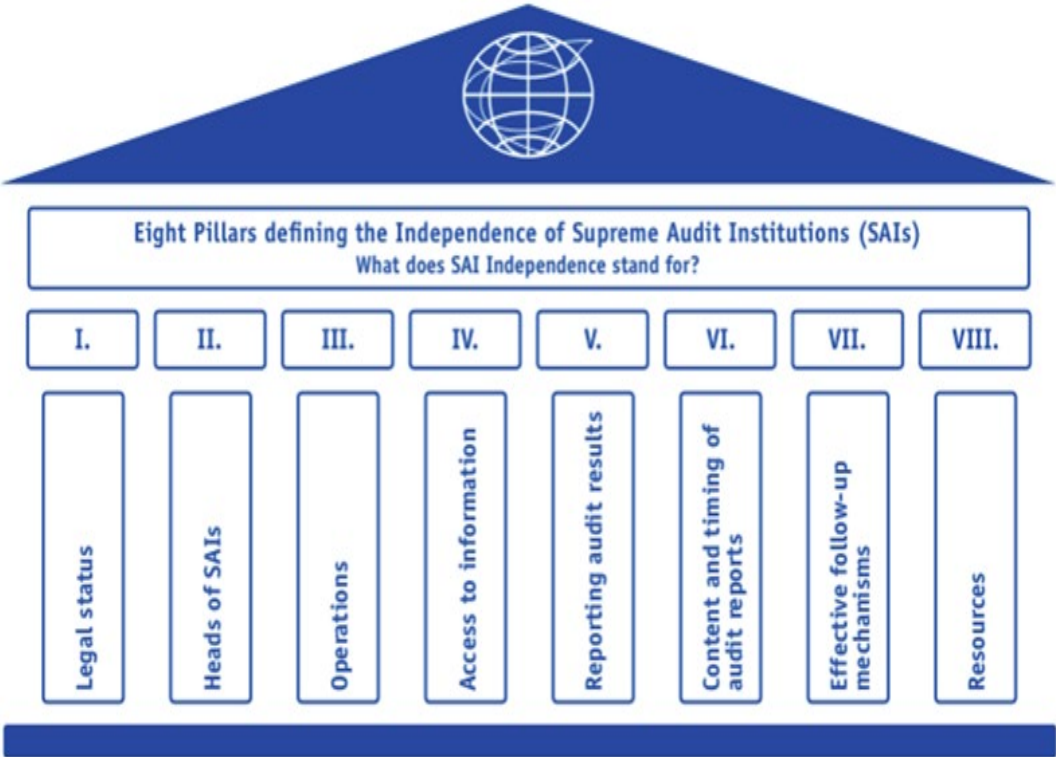 Eight Pillars defining the Independence of Supreme Audit Institutions (SAIs)
What does SAI Independence stand for?
I.
II.
III.
IV.
V.
VI.
VII.
VIII.
Legal status
Heads of SAIs
Operations
Access to information
Reporting audit results
Content and timing of
audit reports
Effective follow-up
mechanisms
Resources